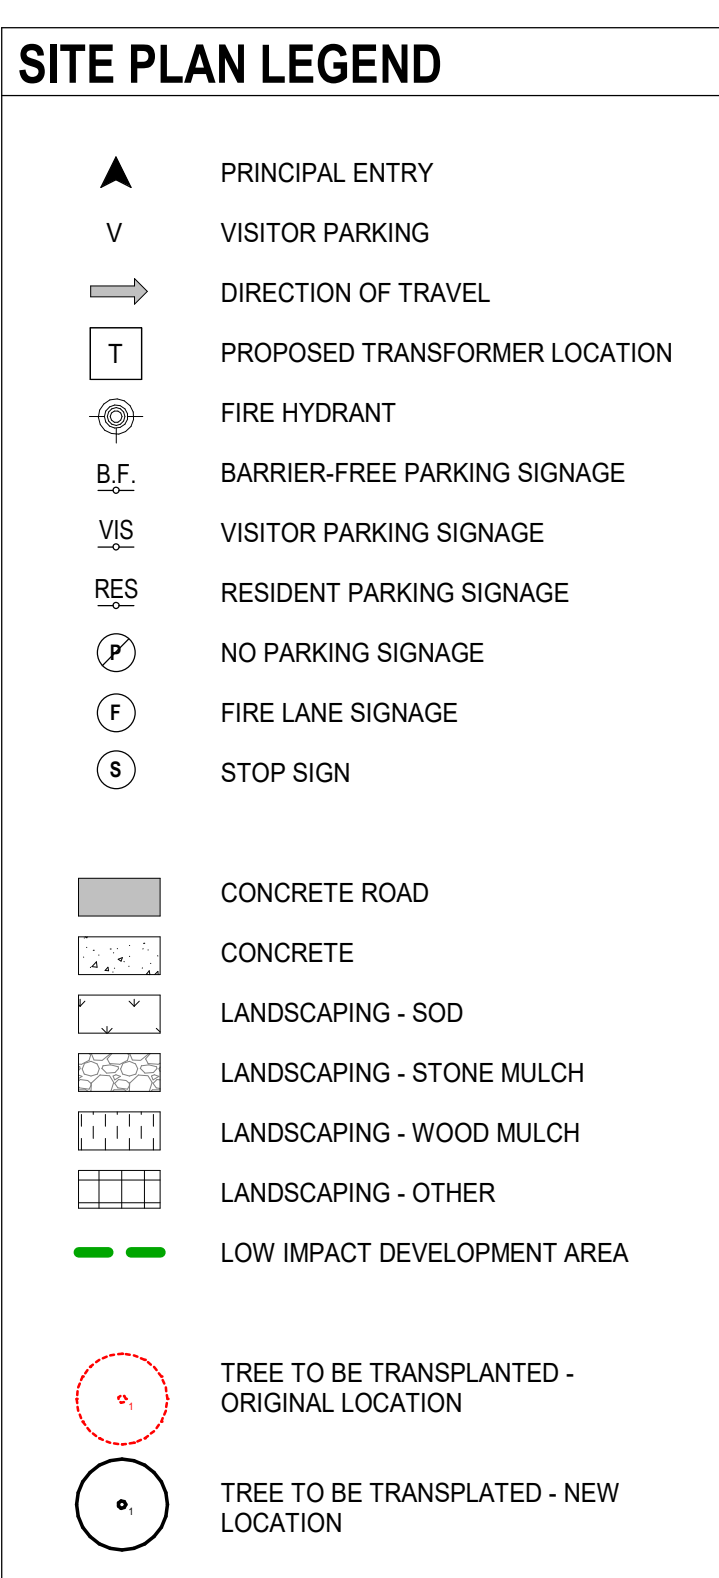 SITE PLAN LEGEND
PRINCIPAL ENTRY
V VISITOR PARKING
DIRECTION OF TRAVEL
T PROPOSED TRANSFORMER LOCATION
FIRE HYDRANT
B.F. BARRIER-FREE PARKING SIGNAGE
VIS VISITOR PARKING SIGNAGE
RES RESIDENT PARKING SIGNAGE
P NO PARKING SIGNAGE
F FIRE LANE SIGNAGE
S STOP SIGN
CONCRETE ROAD
CONCRETE
LANDSCAPING - SOD
LANDSCAPING - STONE MULCH
LANDSCAPING - WOOD MULCH
LANDSCAPING - OTHER
LOW IMPACT DEVELOPMENT AREA
TREE TO BE TRANSPLANTED -
1 ORIGINAL LOCATION
TREE TO BE TRANSPLATED - NEW
1 LOCATION